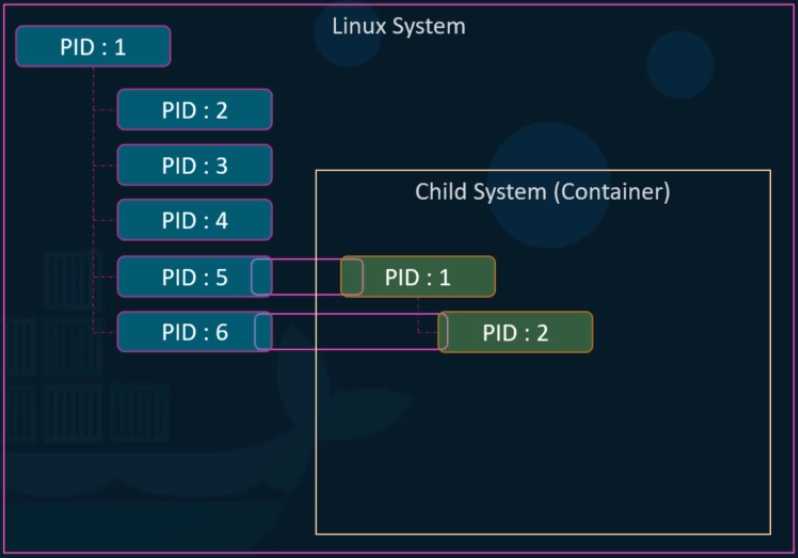 Linux System
PID : 1
PID : 2
PID : 3
PID : 4
Child System (Container)
PID : 5
PID : 1
PID : 6
PID : 2